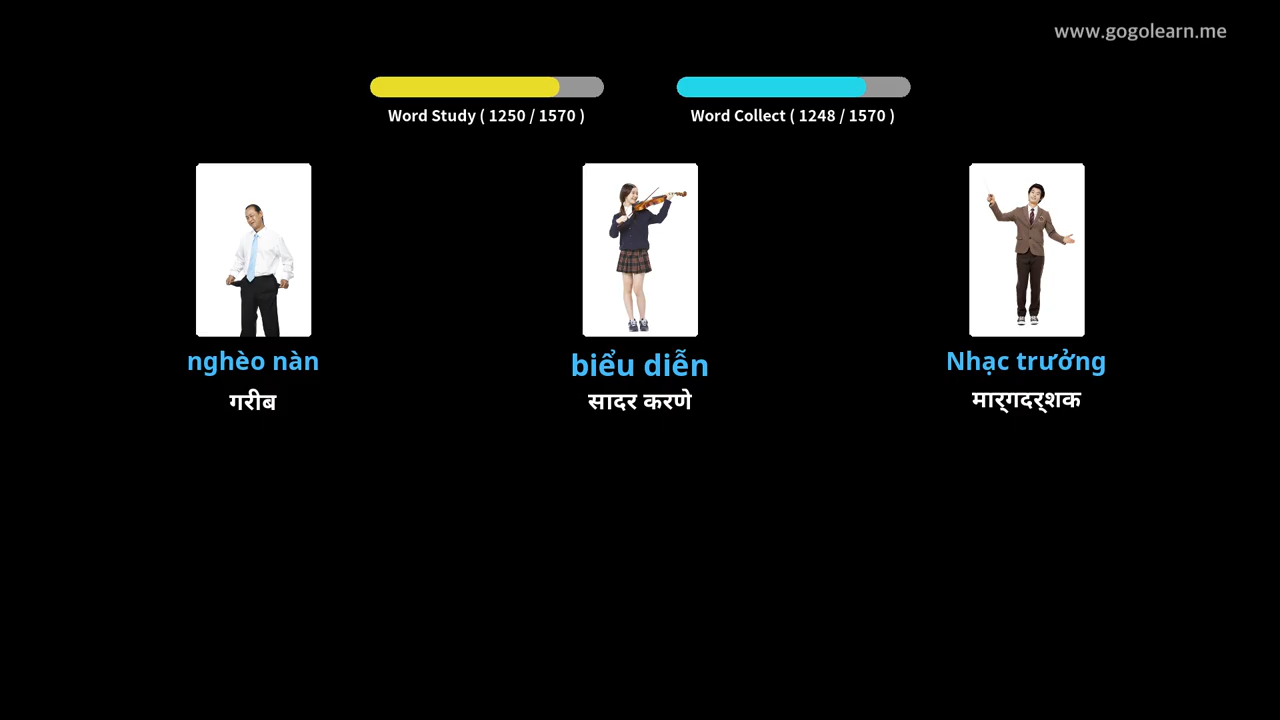 www.gogolearn.me
Word Study ( 1250 / 1570 )
Word Collect ( 1248 / 1570 )
nghèo nàn
biểu diễn
Nhạc trưởng
गरीब
सादर करणे
मार्‍गदर्‍शक